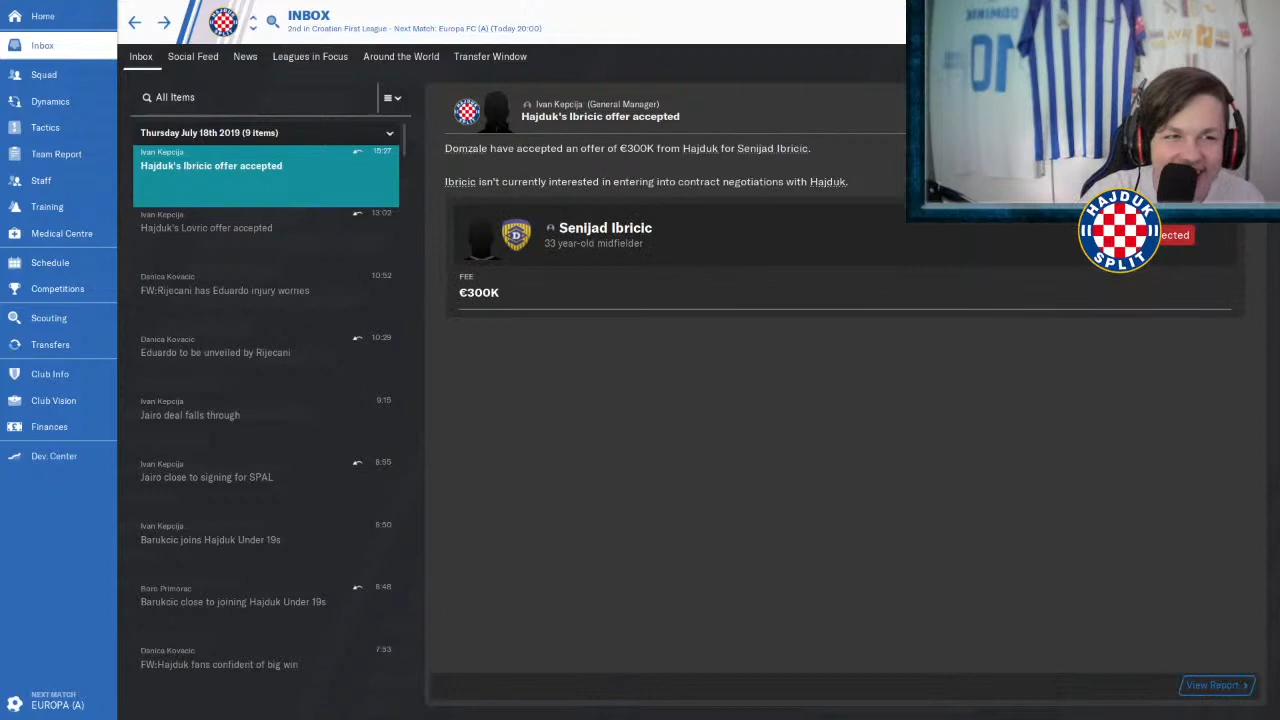 Home
Inbox
Squad
Dynamics
Tactics
Team Report
Staff
Training
Medical Centre
Schedule
Competitions
Scouting
Transfers
Club Info
Club Vision
Finances
Dev. Center
NEXT MATCH
EUROPA (A)
INBOX
2nd in Croatian First League - Next Match: Europa FC (A) (Today 20:00)
Inbox Social Feed News Leagues in Focus Around the World Transfer Window
All Items
Thursday July 18th 2019 (9 items)
Ivan Kepcija 15:27
Hajduk's Ibricic offer accepted
Ivan Kepcija 13:02
Hajduk's Lovric offer accepted
Danica Kovacic 10:52
FW:Rijecani has Eduardo injury worries
Danica Kovacic 10:29
Eduardo to be unveiled by Rijecani
Ivan Kepcija 9:15
Jairo deal falls through
Ivan Kepcija 8:55
Jairo close to signing for SPAL
Ivan Kepcija 8:50
Barukcic joins Hajduk Under 19s
Boro Primorac 8:48
Barukcic close to joining Hajduk Under 19s
Danica Kovacic 7:53
FW:Hajduk fans confident of big win
Ivan Kepcija (General Manager)
Hajduk's Ibricic offer accepted
Domzale have accepted an offer of €300K from Hajduk for Senijad Ibricic.
Ibricic isn't currently interested in entering into contract negotiations with Hajduk.
Senijad Ibricic
33 year-old midfielder
ected
FEE
€300K
View Report
HAJDUK
SPLIT
10